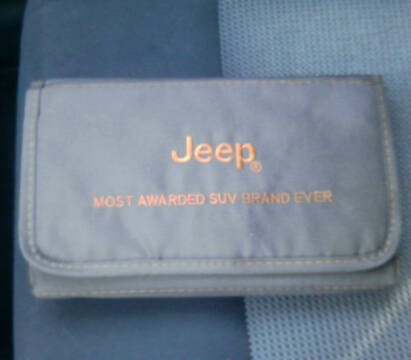 Jeep®
MOST AWARDED SUV BRAND EVER